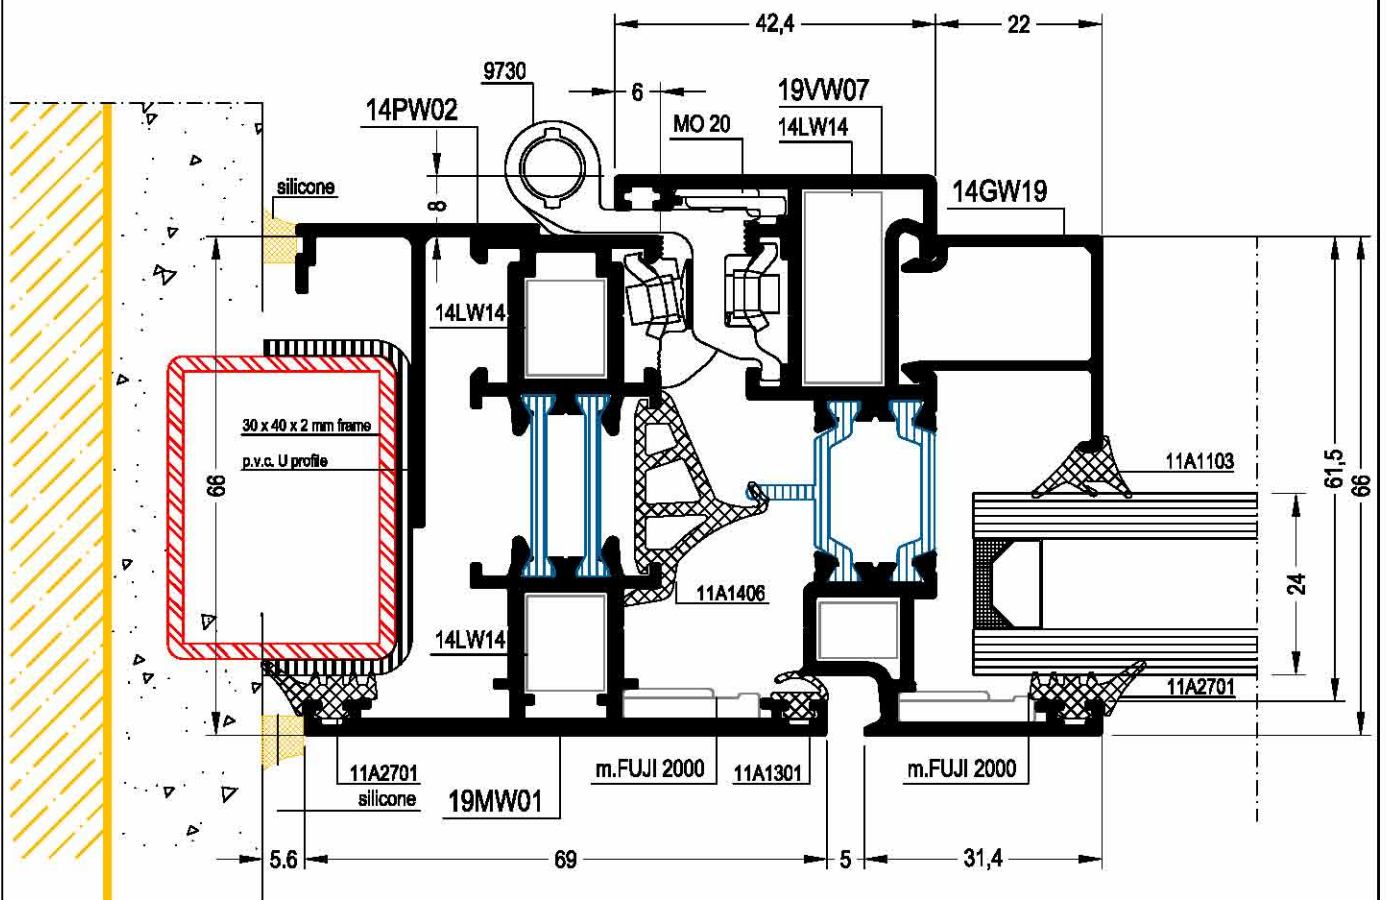 42,4
22
9730
6
19VW07
14PW02
MO 20
14LW14
silicone
14GW19
8
14LW14
30 x 40 x 2 mm frame
p.v.c. U profile
11A1103
61,5
66
66
24
11A1406
14LW14
11A2701
11A2701
m.FUJI 2000
11A1301
m.FUJI 2000
silicone
19MW01
5.6
69
5
31,4